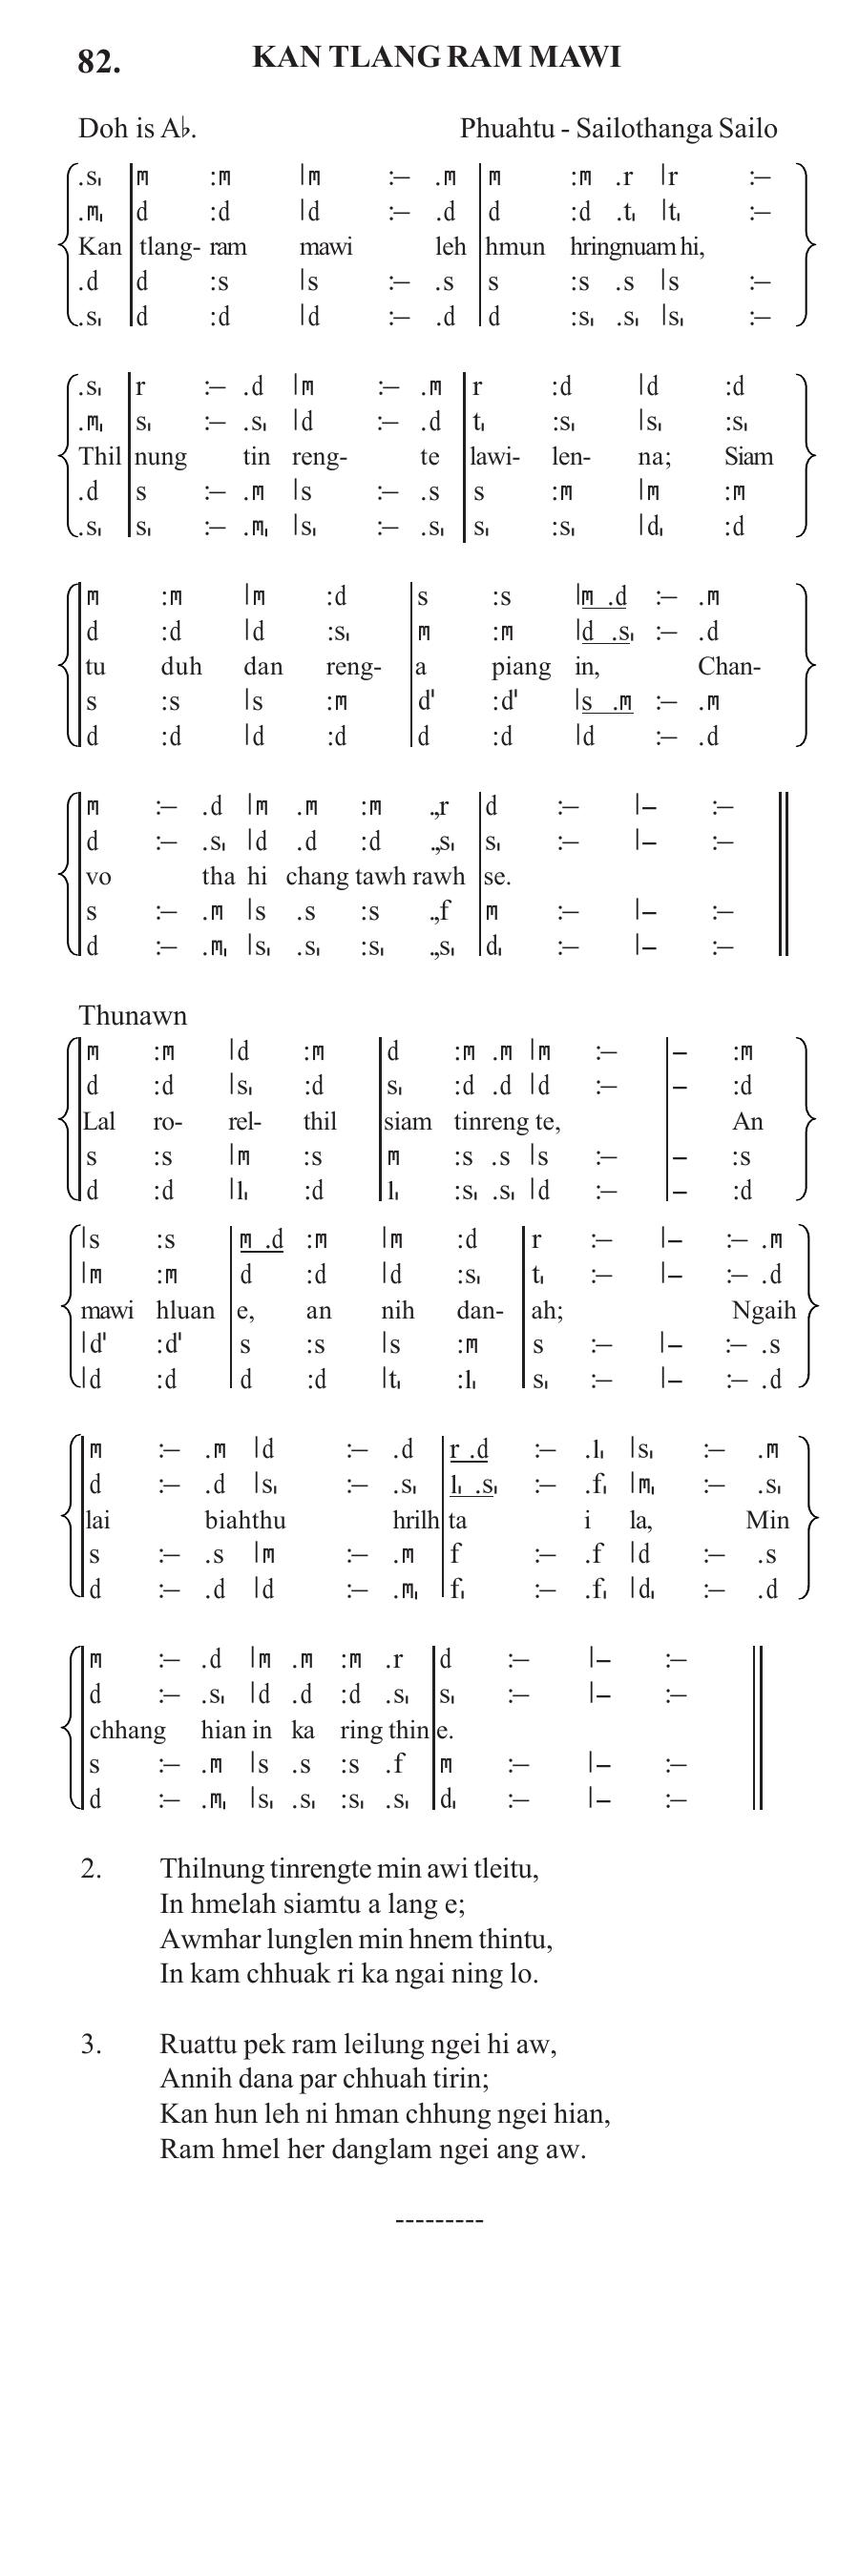 82. KAN TLANG RAM MAWI
Doh is A♭. Phuahtu - Sailothanga Sailo
.s, | m :m | m :– .m | m :m .r | r :–
.m, | d :d | d :– .d | d :d .t, | t, :–
Kan tlang- ram mawi leh hmun hringnuam hi,
.d | d :s | s :– .s | s :s .s | s :–
.s, | d :d | d :– .d | d :s, .s, | s, :–
.s, | r :– .d | m :– .m | r :d | d :d
.m, | s, :– .s, | d :– .d | t, :s, | s, :s,
Thil nung tin reng- te lawi- len- na; Siam
.d | s :– .m | s :– .s | s :m | m :m
.s, | s, :– .m, | s, :– .s, | s, :s, | d, :d
| m :m | m :d | s :s | m .d :– .m
| d :d | d :s, | m :m | d .s, :– .d
tu duh dan reng- a piang in, Chan-
| s :s | s :m | d' :d' | s .m :– .m
| d :d | d :d | d :d | d :– .d
| m :– .d | m .m :m .,r | d :– | – :–
| d :– .s, | d .d :d .,s, | s, :– | – :–
vo tha hi chang tawh rawh se.
| s :– .m | s .s :s .,f | m :– | – :–
| d :– .m, | s, .s, :s, .,s, | d, :– | – :–
Thunawn
| m :m | d :m | d :m .m | m :– | – :m
| d :d | s, :d | s, :d .d | d :– | – :d
Lal ro- rel- thil siam tinreng te, An
| s :s | m :s | m :s .s | s :– | – :s
| d :d | l, :d | l, :s, .s, | d :– | – :d
| s :s | m .d :m | m :d | r :– | – :– .m
| m :m | d :d | d :s, | t, :– | – :– .d
mawi hluan e, an nih dan- ah; Ngaih
| d' :d' | s :s | s :m | s :– | – :– .s
| d :d | d :d | t, :l, | s, :– | – :– .d
| m :– .m | d :– .d | r .d :– .l, | s, :– .m
| d :– .d | s, :– .s, | l, .s, :– .f, | m, :– .s,
lai biahthu hrilh ta i la, Min
| s :– .s | m :– .m | f :– .f | d :– .s
| d :– .d | d :– .m, | f, :– .f, | d, :– .d
| m :– .d | m .m :m .r | d :– | – :–
| d :– .s, | d .d :d .s, | s, :– | – :–
chhang hian in ka ring thin e.
| s :– .m | s .s :s .f | m :– | – :–
| d :– .m, | s, .s, :s, .s, | d, :– | – :–
2. Thilnung tinrengte min awi tleitu,
In hmelah siamtu a lang e;
Awmhar lunglen min hnem thintu,
In kam chhuak ri ka ngai ning lo.
3. Ruattu pek ram leilung ngei hi aw,
Annih dana par chhuah tirin;
Kan hun leh ni hman chhung ngei hian,
Ram hmel her danglam ngei ang aw.
---------